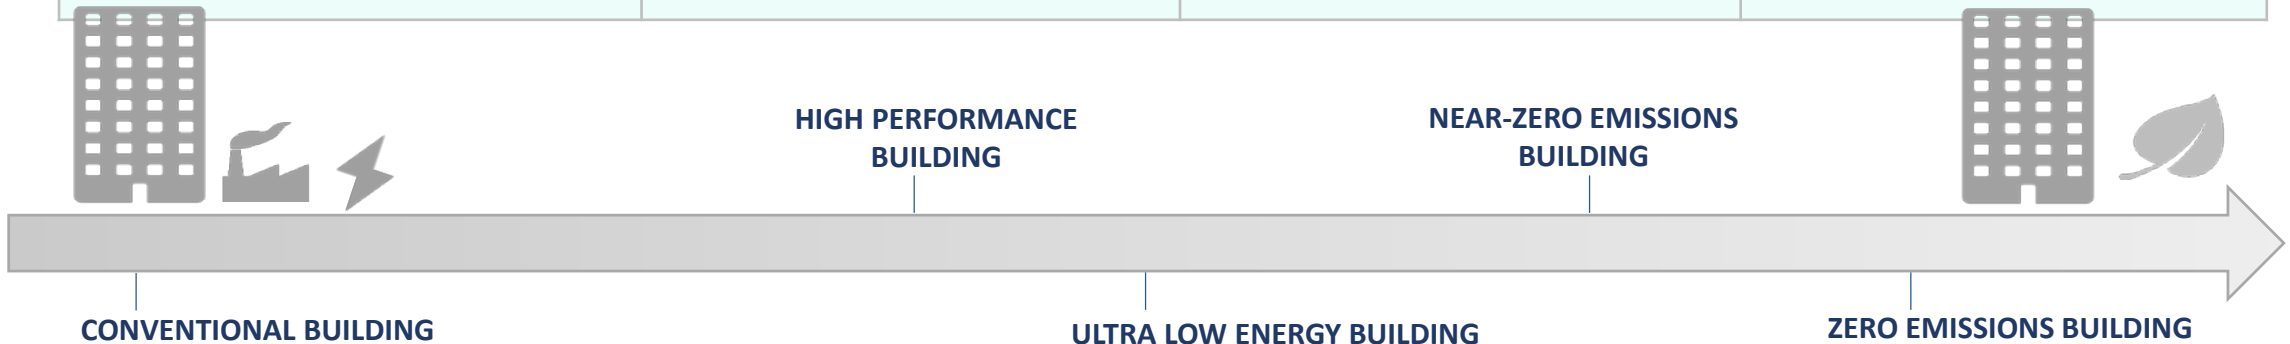 HIGH PERFORMANCE
BUILDING
NEAR-ZERO EMISSIONS
BUILDING
CONVENTIONAL BUILDING
ULTRA LOW ENERGY BUILDING
ZERO EMISSIONS BUILDING